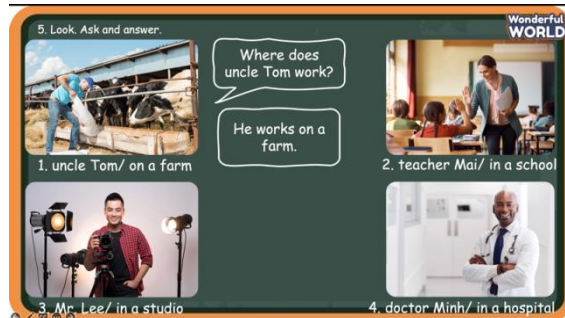 5. Look. Ask and answer.
Wonderful
WORLD
Where does
uncle Tom work?
He works on a
farm.
1. uncle Tom/ on a farm
2. teacher Mai/ in a school
3. Mr. Lee/ in a studio
4. doctor Minh/ in a hospital